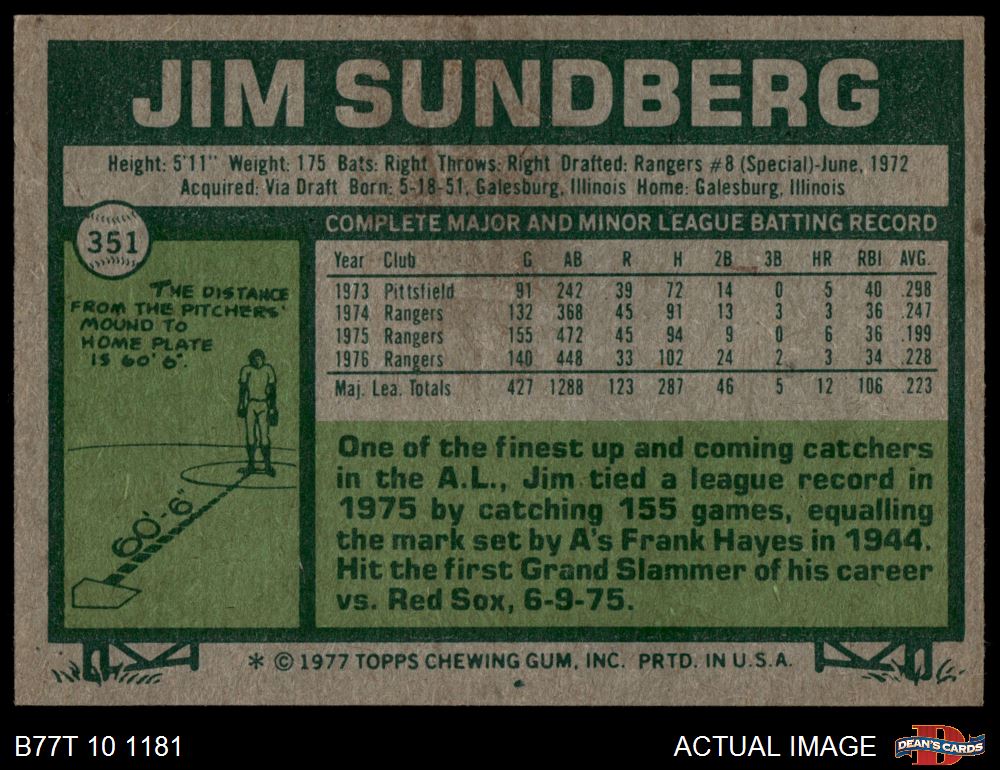 JIM SUNDBERG
Height: 5'11" Weight: 175 Bats: Right Throws: Right Drafted: Rangers #8 (Special)-June, 1972
Acquired: Via Draft Born: 5-18-51, Galesburg, Illinois Home: Galesburg, Illinois
351
THE DISTANCE
FROM THE PITCHERS'
MOUND TO
HOME PLATE
IS 60' 6".
60'-6"
COMPLETE MAJOR AND MINOR LEAGUE BATTING RECORD
Year Club G AB R H 2B 3B HR RBI AVG.
1973 Pittsfield 91 242 39 72 14 0 5 40 .298
1974 Rangers 132 368 45 91 13 3 3 36 .247
1975 Rangers 155 472 45 94 9 0 6 36 .199
1976 Rangers 140 448 33 102 24 2 3 34 .228
Maj. Lea. Totals 427 1288 123 287 46 5 12 106 .223
One of the finest up and coming catchers
in the A.L., Jim tied a league record in
1975 by catching 155 games, equalling
the mark set by A's Frank Hayes in 1944.
Hit the first Grand Slammer of his career
vs. Red Sox, 6-9-75.
* © 1977 TOPPS CHEWING GUM, INC. PRTD. IN U.S.A.
B77T 10 1181
ACTUAL IMAGE
D
DEAN'S CARDS